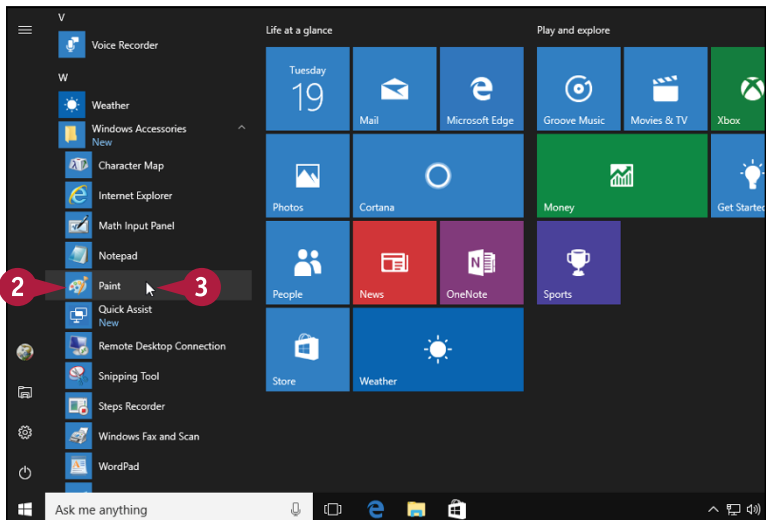 V
Voice Recorder
W
Weather
Windows Accessories
New
Character Map
Internet Explorer
Math Input Panel
Notepad
2
Paint
3
Quick Assist
New
Remote Desktop Connection
Snipping Tool
Steps Recorder
Windows Fax and Scan
WordPad
Ask me anything
Life at a glance
Tuesday
19
Mail
Microsoft Edge
Photos
Cortana
People
News
N
OneNote
Store
Weather
Play and explore
Groove Music
Movies & TV
Xbox
Money
Get Started
Sports